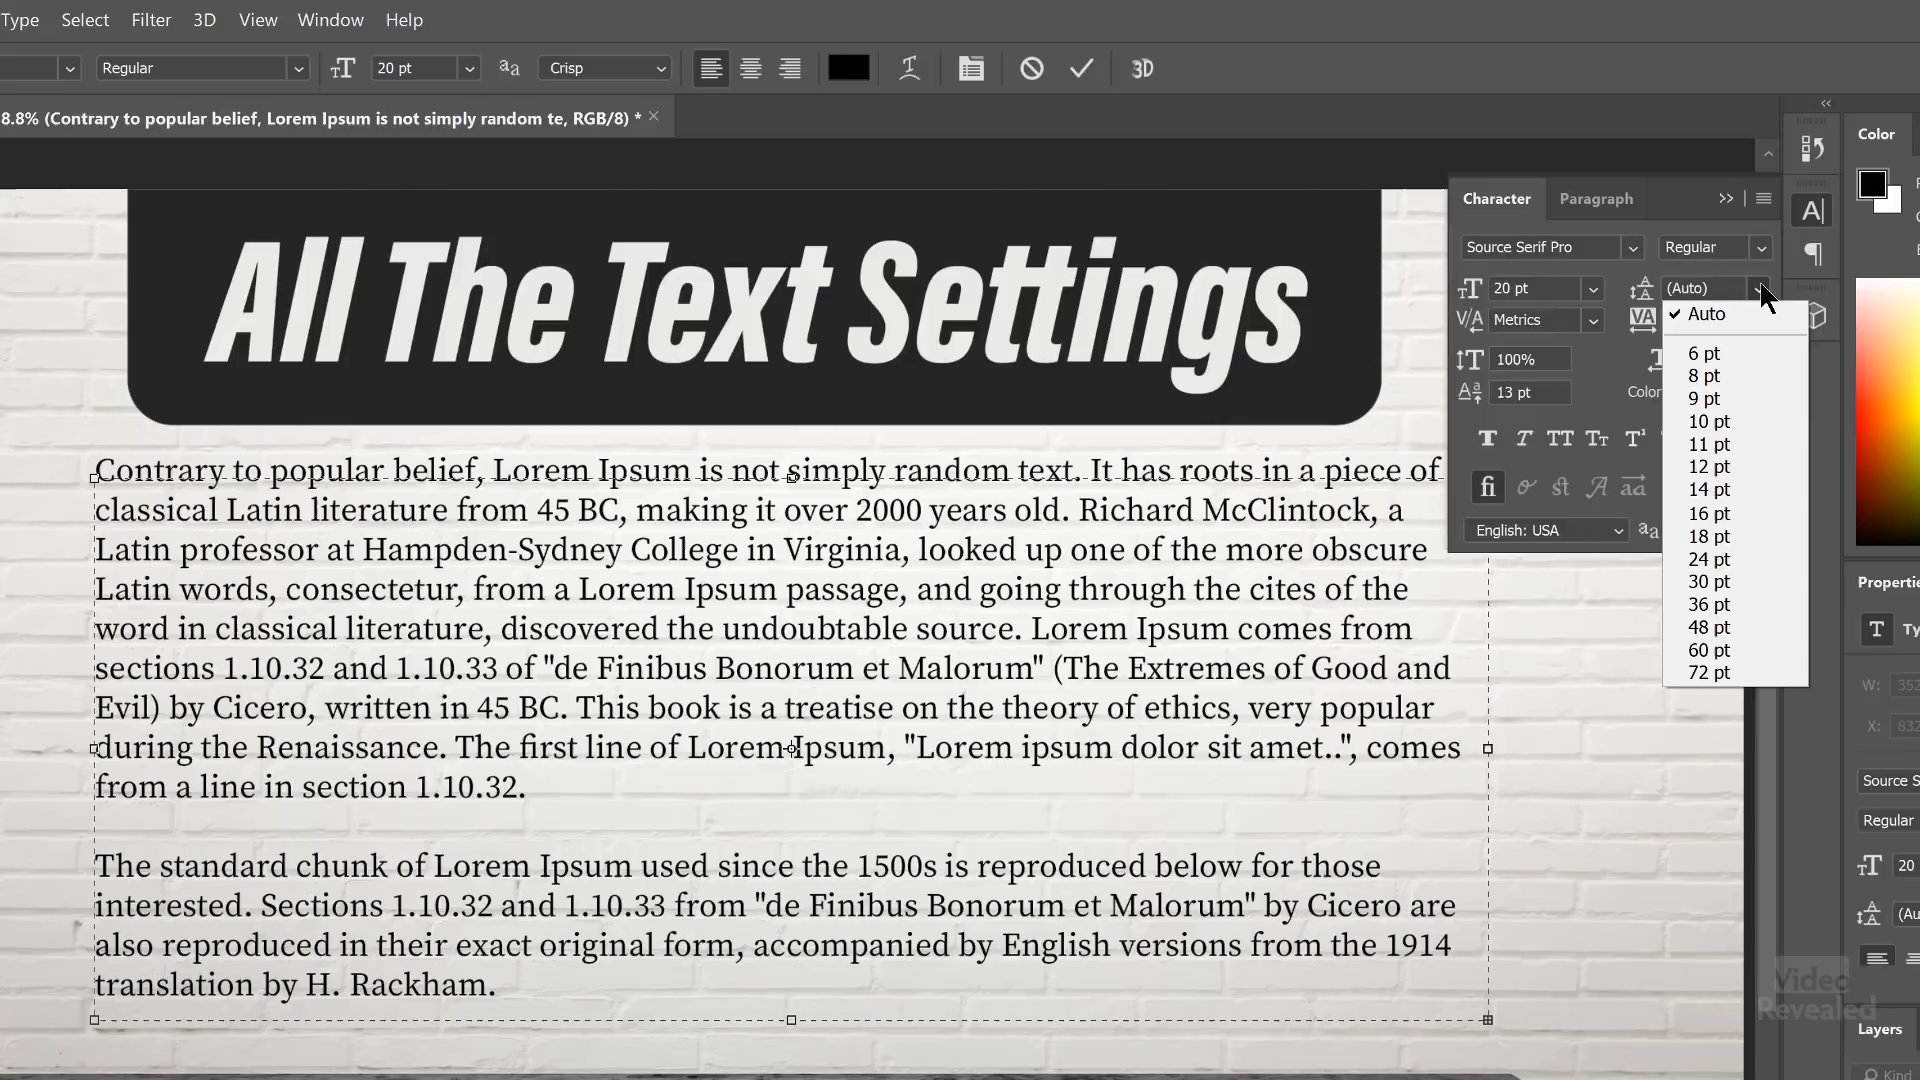 Type Select Filter 3D View Window Help
Regular 20 pt Crisp 3D
8.8% (Contrary to popular belief, Lorem Ipsum is not simply random te, RGB/8) * ×
Color
Character Paragraph
Source Serif Pro Regular
20 pt (Auto)
Metrics
100%
13 pt Color
English: USA
Auto
6 pt
8 pt
9 pt
10 pt
11 pt
12 pt
14 pt
16 pt
18 pt
24 pt
30 pt
36 pt
48 pt
60 pt
72 pt
All The Text Settings
Contrary to popular belief, Lorem Ipsum is not simply random text. It has roots in a piece of
classical Latin literature from 45 BC, making it over 2000 years old. Richard McClintock, a
Latin professor at Hampden-Sydney College in Virginia, looked up one of the more obscure
Latin words, consectetur, from a Lorem Ipsum passage, and going through the cites of the
word in classical literature, discovered the undoubtable source. Lorem Ipsum comes from
sections 1.10.32 and 1.10.33 of "de Finibus Bonorum et Malorum" (The Extremes of Good and
Evil) by Cicero, written in 45 BC. This book is a treatise on the theory of ethics, very popular
during the Renaissance. The first line of Lorem Ipsum, "Lorem ipsum dolor sit amet..", comes
from a line in section 1.10.32.
The standard chunk of Lorem Ipsum used since the 1500s is reproduced below for those
interested. Sections 1.10.32 and 1.10.33 from "de Finibus Bonorum et Malorum" by Cicero are
also reproduced in their exact original form, accompanied by English versions from the 1914
translation by H. Rackham.
Propertie
Ty
W: 352
X: 832
Source S
Regular
20
(Au
Video
Revealed
Layers
Kind